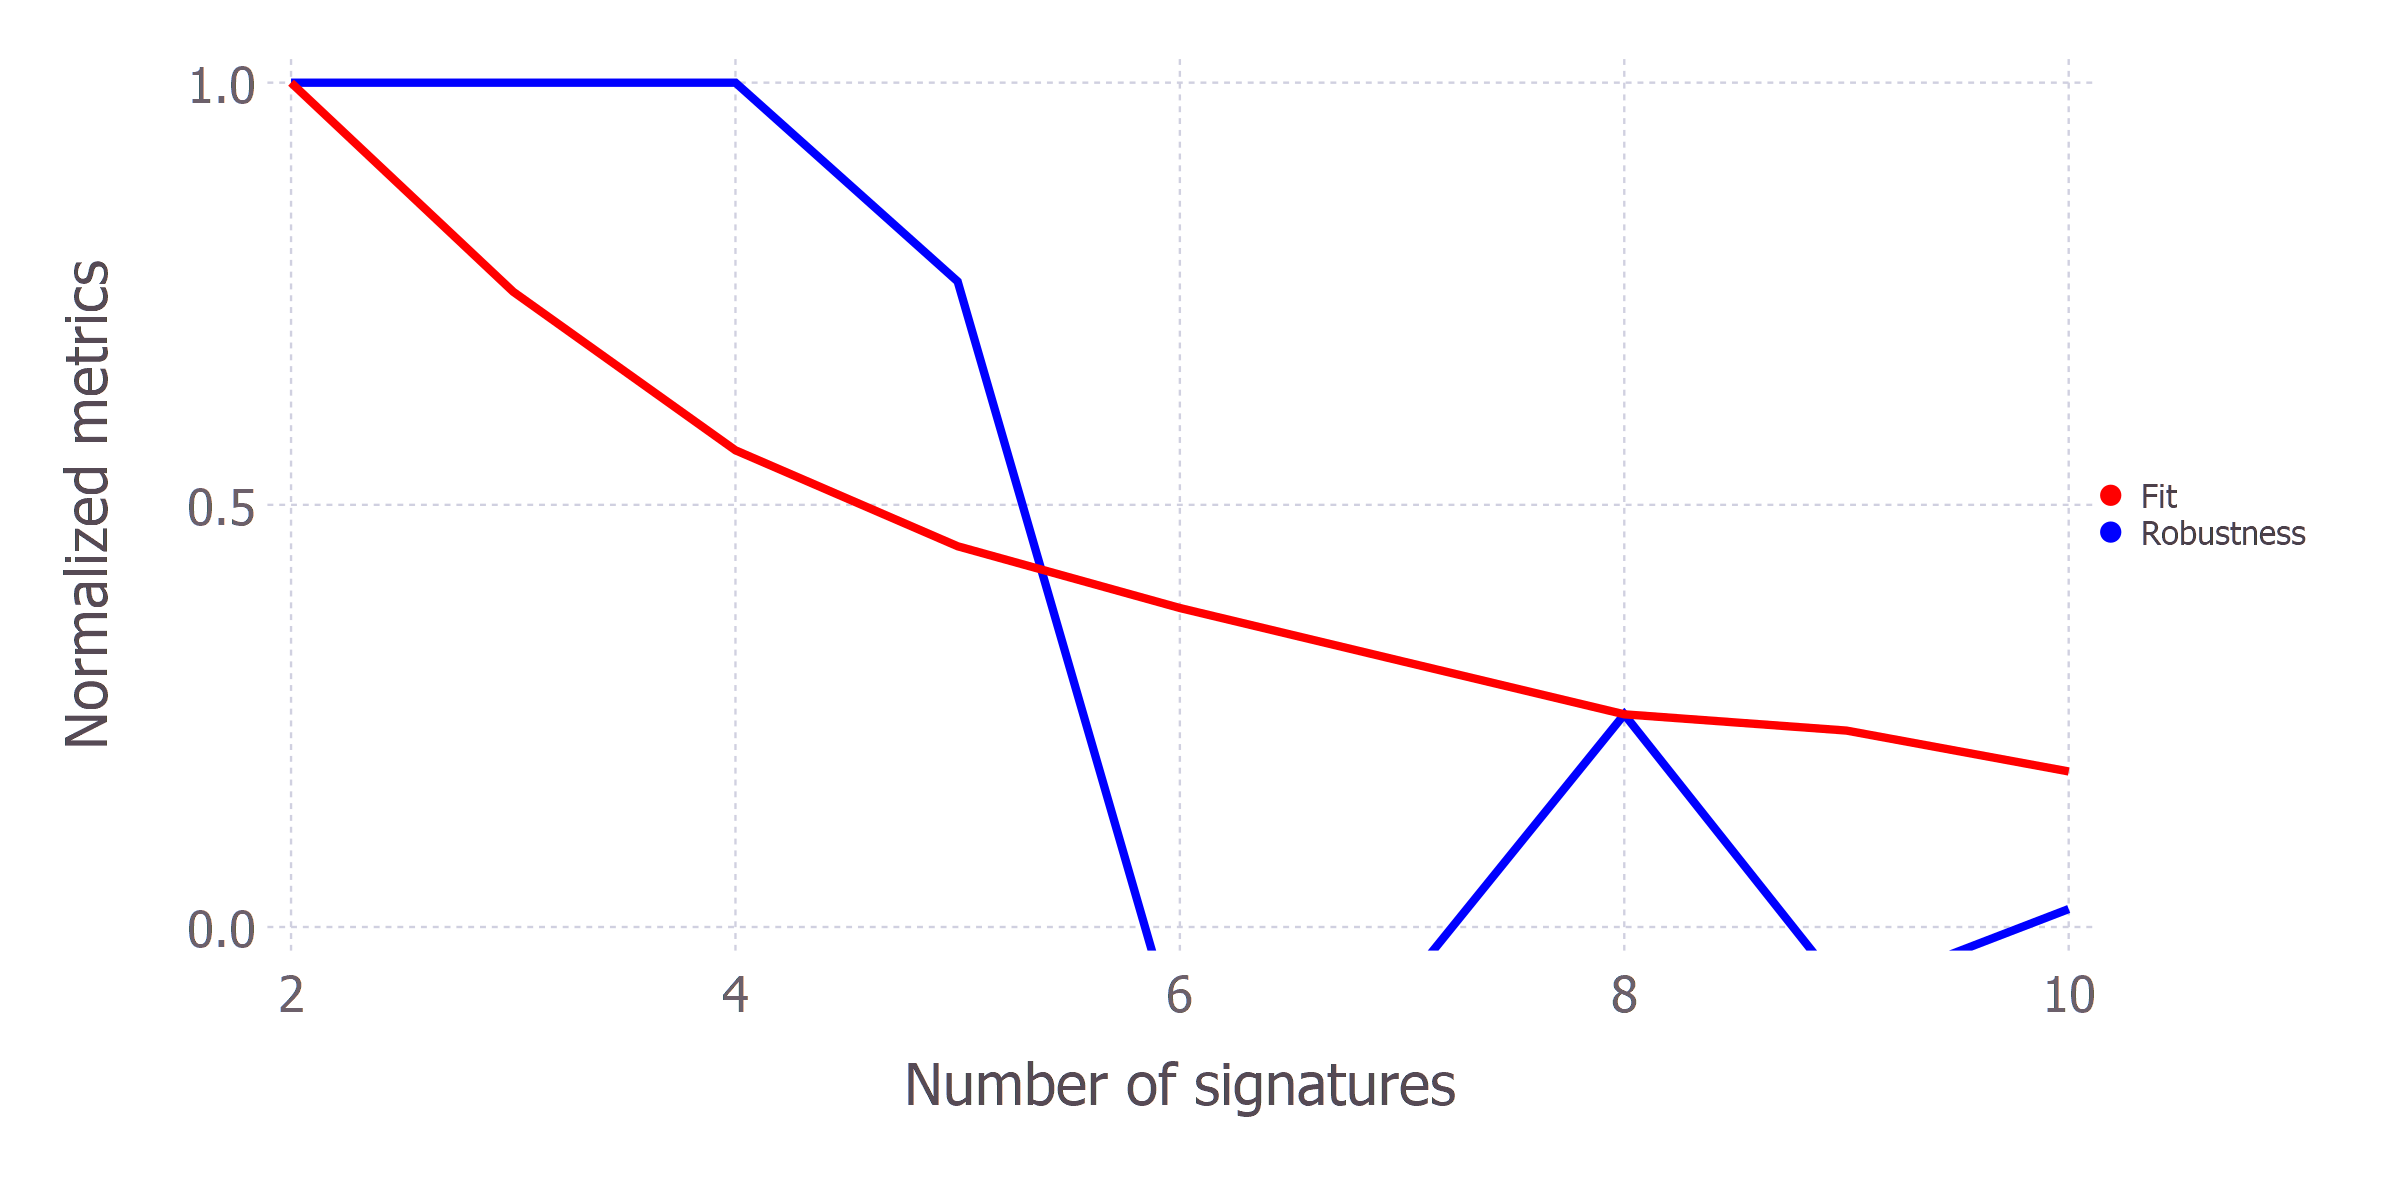 Normalized metrics
1.0
0.5
0.0
2 4 6 8 10
Number of signatures
Fit
Robustness